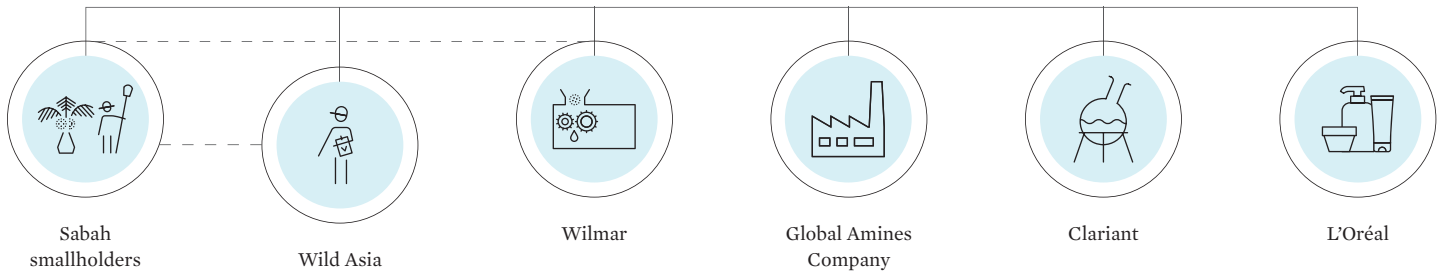 Sabah
smallholders
Wild Asia
Wilmar
Global Amines
Company
Clariant
L’Oréal